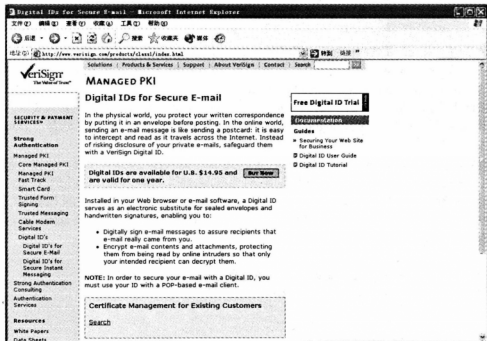 Digital IDs for Secure E-mail - Microsoft Internet Explorer
文件(F) 编辑(E) 查看(V) 收藏(A) 工具(T) 帮助(H)
后退 搜索 收藏夹 媒体
地址(D) http://www.verisign.com/products/class1/index.html 转到 链接 »
VeriSign
The Value of Trust
Solutions | Products & Services | Support | About VeriSign | Contact | Search
MANAGED PKI
SECURITY & PAYMENT SERVICES
Strong Authentication
Managed PKI
Core Managed PKI
Managed PKI Fast Track
Smart Card
Trusted Form Signing
Trusted Messaging
Cable Modem Services
Digital ID's
Digital ID's for Secure E-Mail
Digital ID's for Secure Instant Messaging
Strong Authentication Consulting
Authentication Services
Resources
White Papers
Data Sheets
Digital IDs for Secure E-mail
In the physical world, you protect your written correspondence
by putting it in an envelope before posting. In the online world,
sending an e-mail message is like sending a postcard: it is easy
to intercept and read as it travels across the Internet. Instead
of risking disclosure of your private e-mails, safeguard them
with a VeriSign Digital ID.
Digital IDs are available for U.S. $14.95 and
are valid for one year.
Buy Now
Installed in your Web browser or e-mail software, a Digital ID
serves as an electronic substitute for sealed envelopes and
handwritten signatures, enabling you to:
• Digitally sign e-mail messages to assure recipients that
e-mail really came from you.
• Encrypt e-mail contents and attachments, protecting
them from being read by online intruders so that only
your intended recipient can decrypt them.
NOTE: In order to secure your e-mail with a Digital ID, you
must use your ID with a POP-based e-mail client.
Certificate Management for Existing Customers
Search
Free Digital ID Trial
Documentation
Guides
Securing Your Web Site for Business
Digital ID User Guide
Digital ID Tutorial